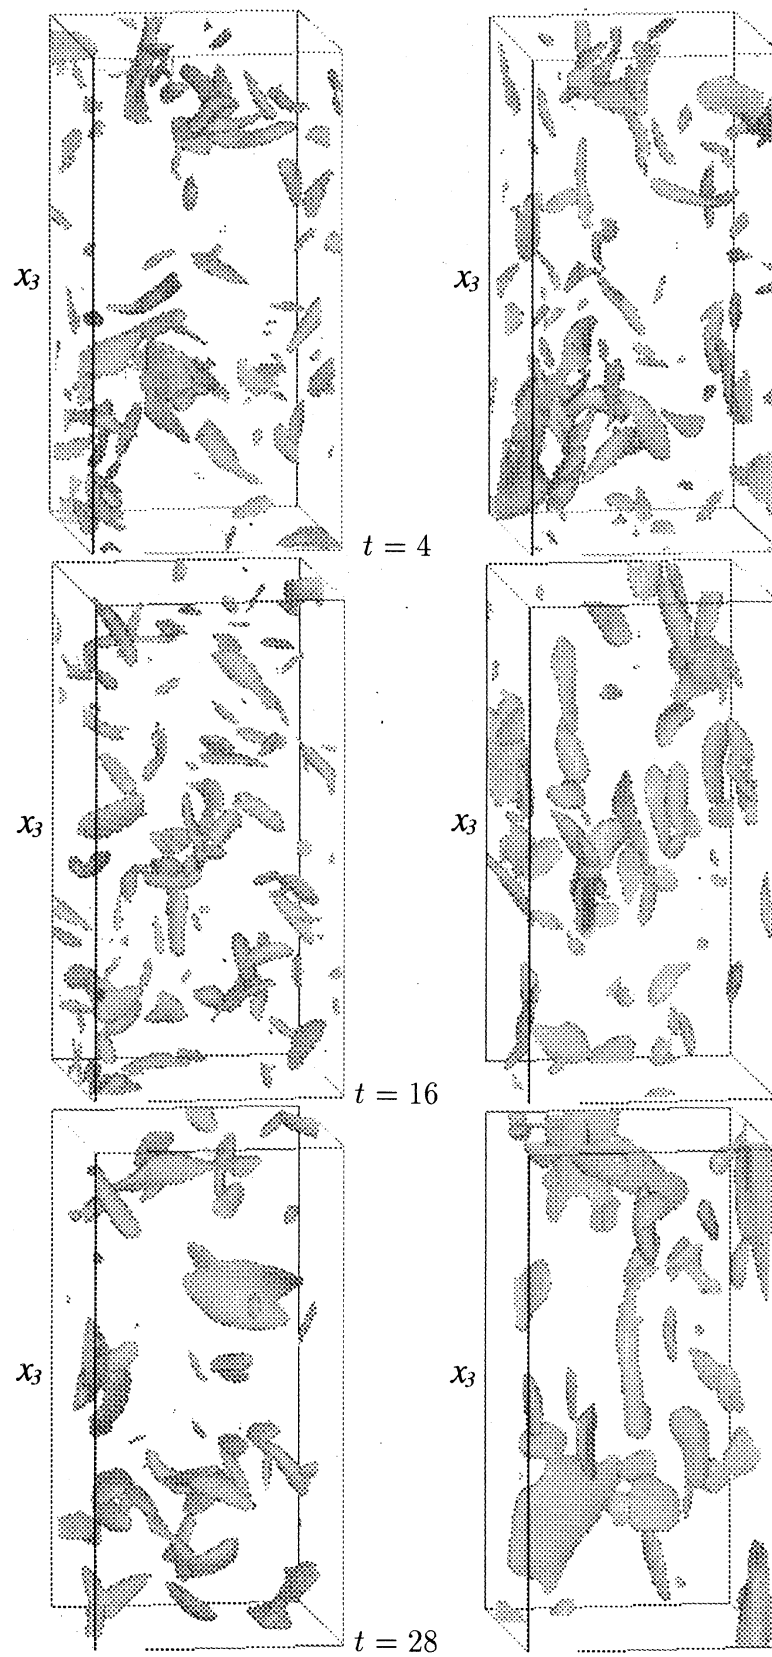 x₃
x₃
t = 4
x₃
x₃
t = 16
x₃
x₃
t = 28